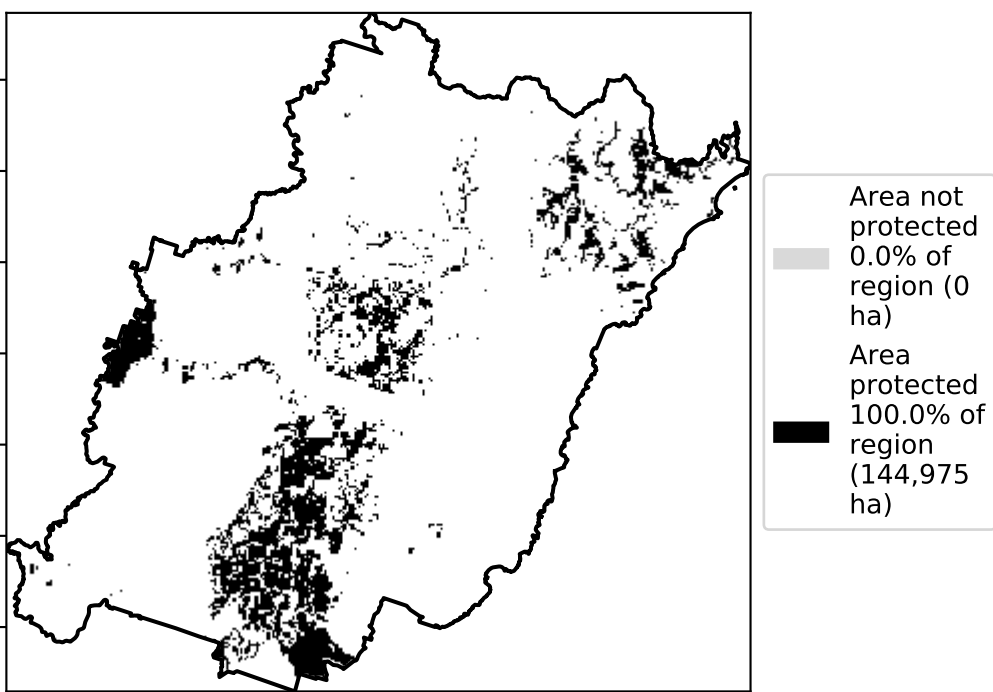 Area not
protected
0.0% of
region (0
ha)
Area
protected
100.0% of
region
(144,975
ha)